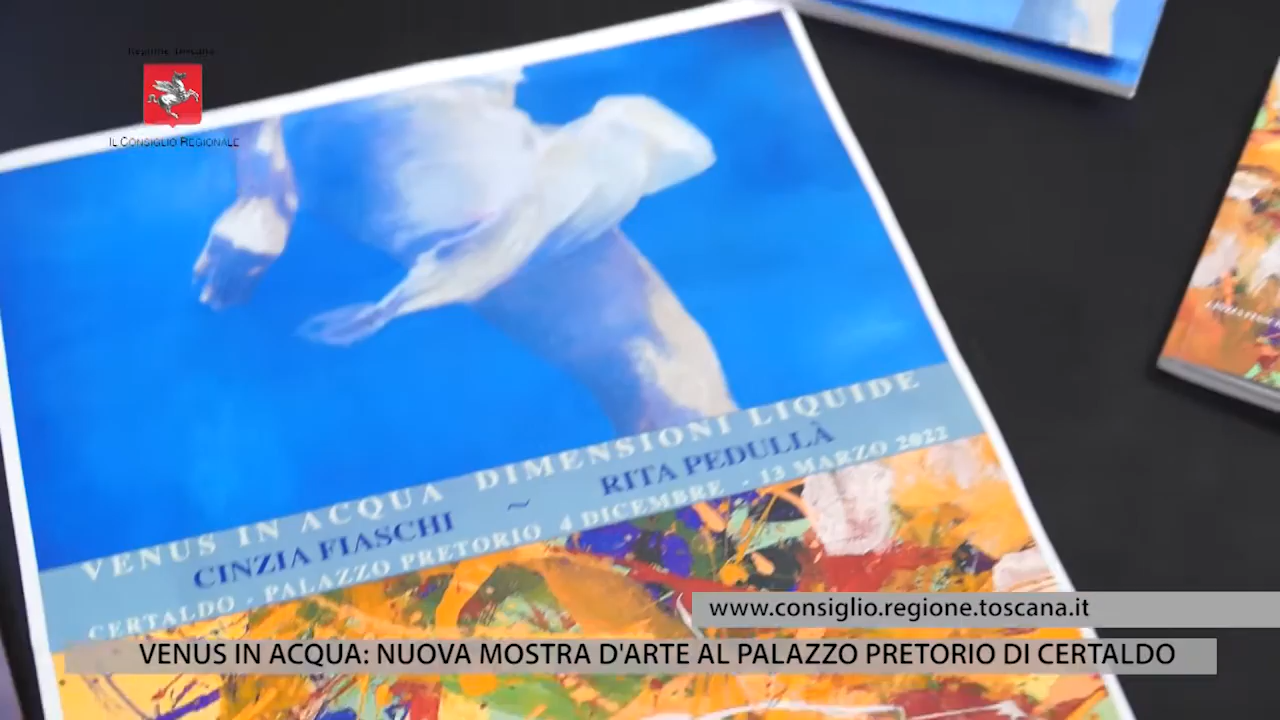 Regione Toscana
IL CONSIGLIO REGIONALE
VENUS IN ACQUA DIMENSIONI LIQUIDE
CINZIA FIASCHI ~ RITA PEDULLÀ
CERTALDO - PALAZZO PRETORIO 4 DICEMBRE - 13 MARZO 2022
www.consiglio.regione.toscana.it
VENUS IN ACQUA: NUOVA MOSTRA D'ARTE AL PALAZZO PRETORIO DI CERTALDO